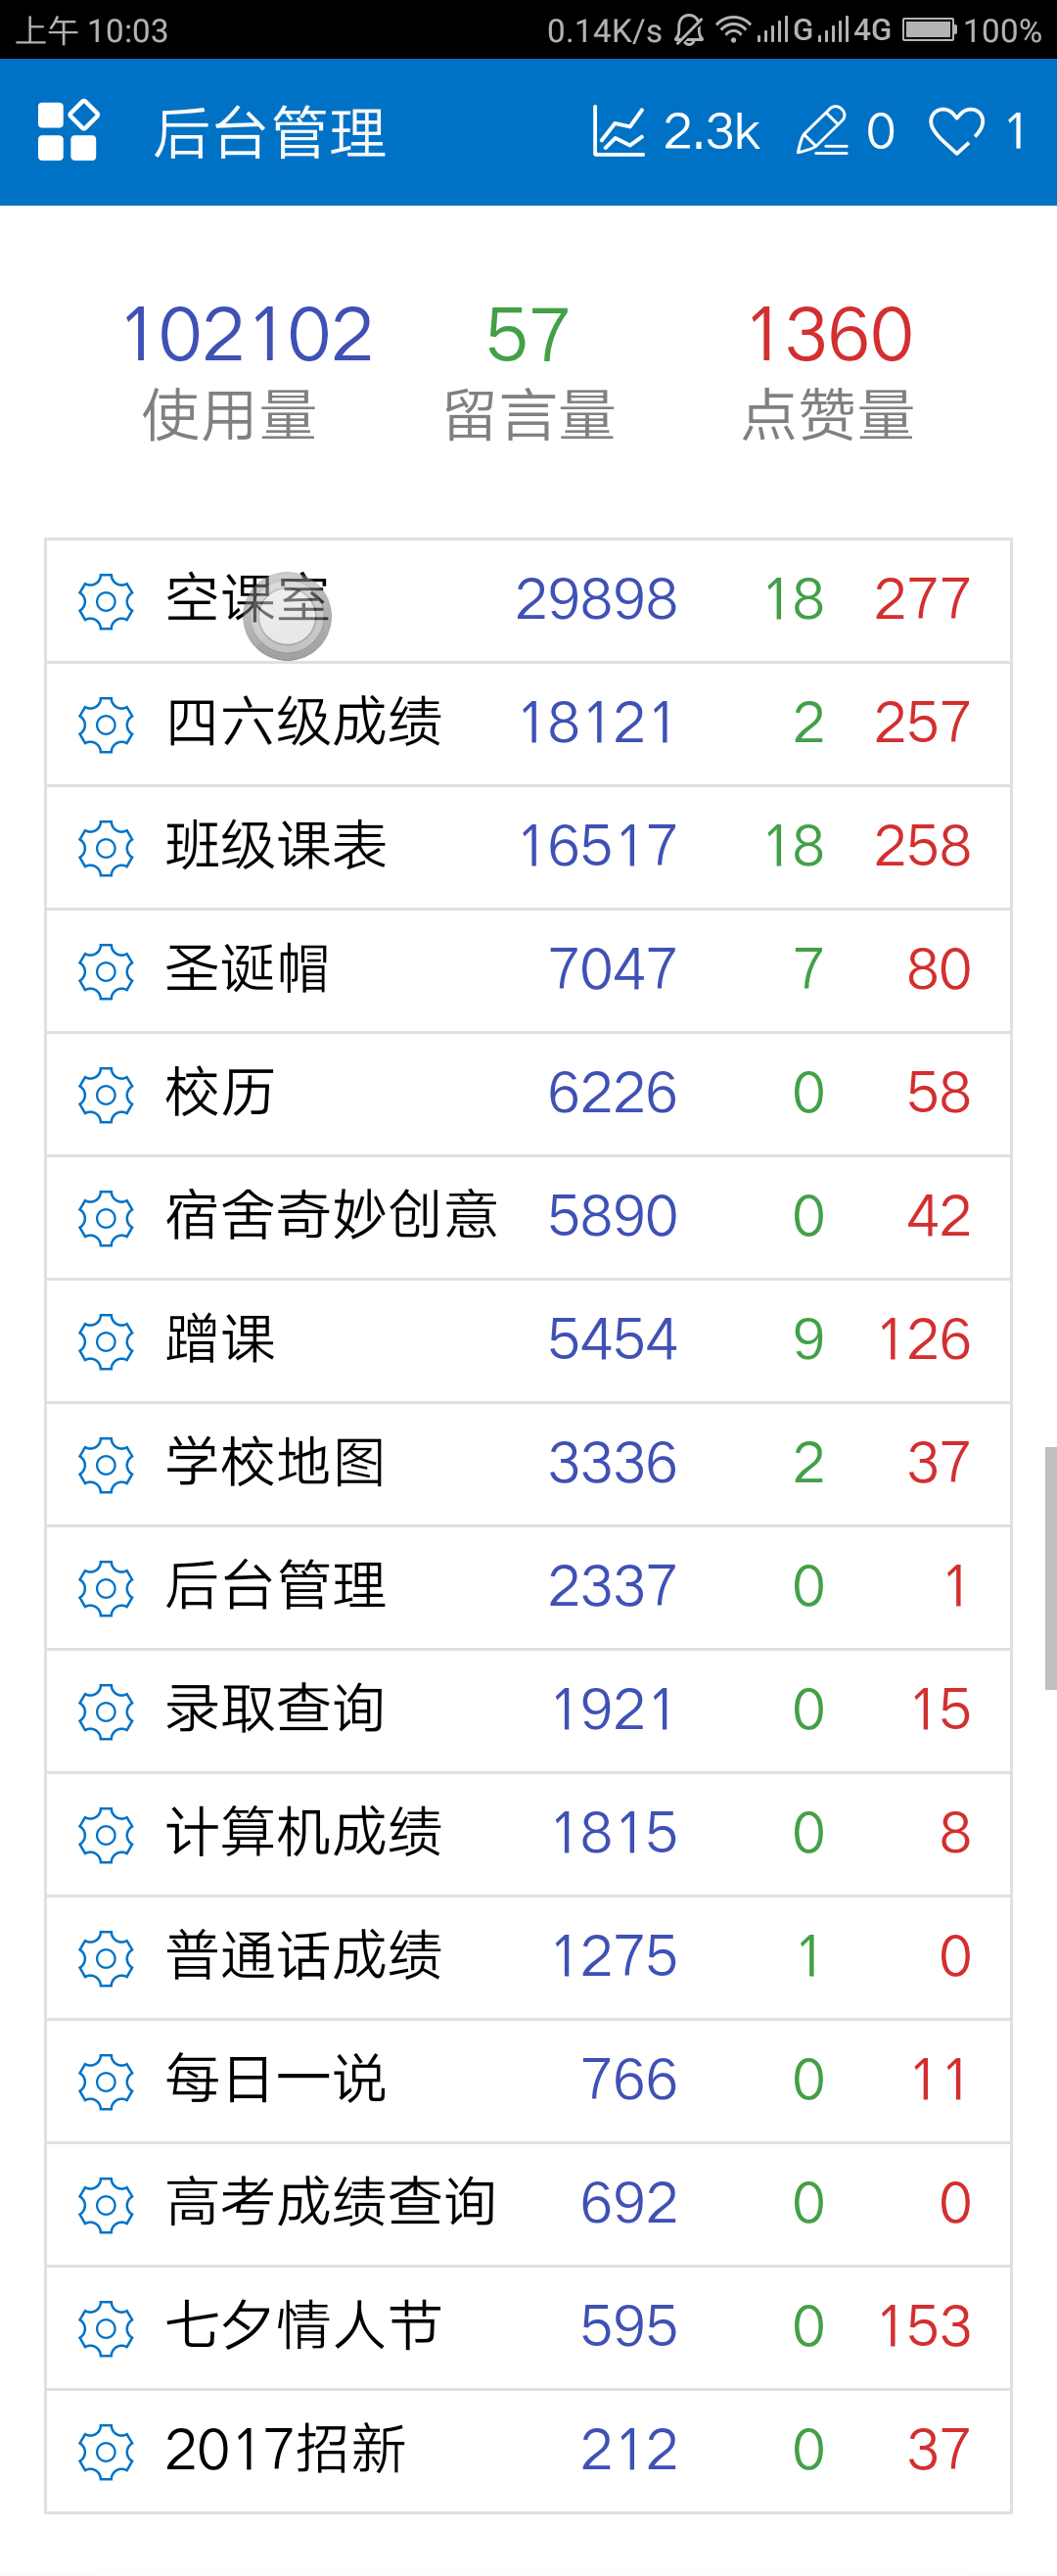 上午 10:03 0.14K/s G 4G 100%
后台管理 2.3k 0 1
102102 57 1360
使用量 留言量 点赞量
空课室 29898 18 277
四六级成绩 18121 2 257
班级课表 16517 18 258
圣诞帽 7047 7 80
校历 6226 0 58
宿舍奇妙创意 5890 0 42
蹭课 5454 9 126
学校地图 3336 2 37
后台管理 2337 0 1
录取查询 1921 0 15
计算机成绩 1815 0 8
普通话成绩 1275 1 0
每日一说 766 0 11
高考成绩查询 692 0 0
七夕情人节 595 0 153
2017招新 212 0 37